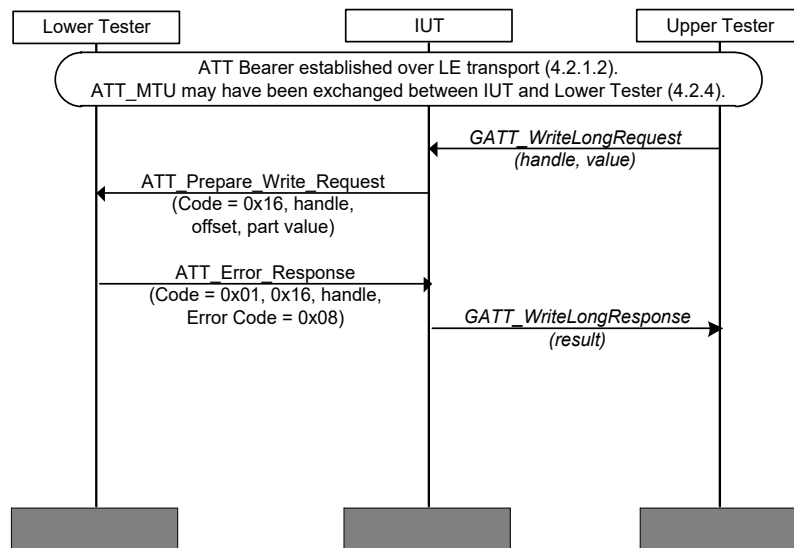 Lower Tester
IUT
Upper Tester
ATT Bearer established over LE transport (4.2.1.2).
ATT_MTU may have been exchanged between IUT and Lower Tester (4.2.4).
GATT_WriteLongRequest
(handle, value)
ATT_Prepare_Write_Request
(Code = 0x16, handle,
offset, part value)
ATT_Error_Response
(Code = 0x01, 0x16, handle,
Error Code = 0x08)
GATT_WriteLongResponse
(result)